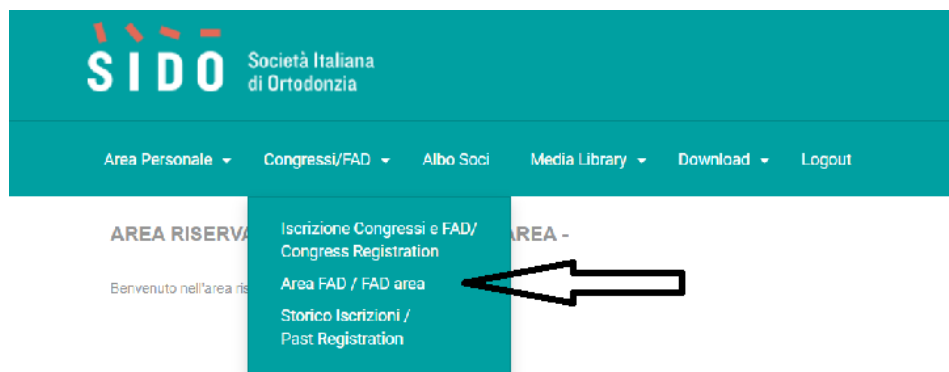 SIDO
Società Italiana
di Ortodonzia
Area Personale
Congressi/FAD
Albo Soci
Media Library
Download
Logout
AREA RISERVA
REA -
Benvenuto nell'area ris
Iscrizione Congressi e FAD/
Congress Registration
Area FAD / FAD area
Storico Iscrizioni /
Past Registration